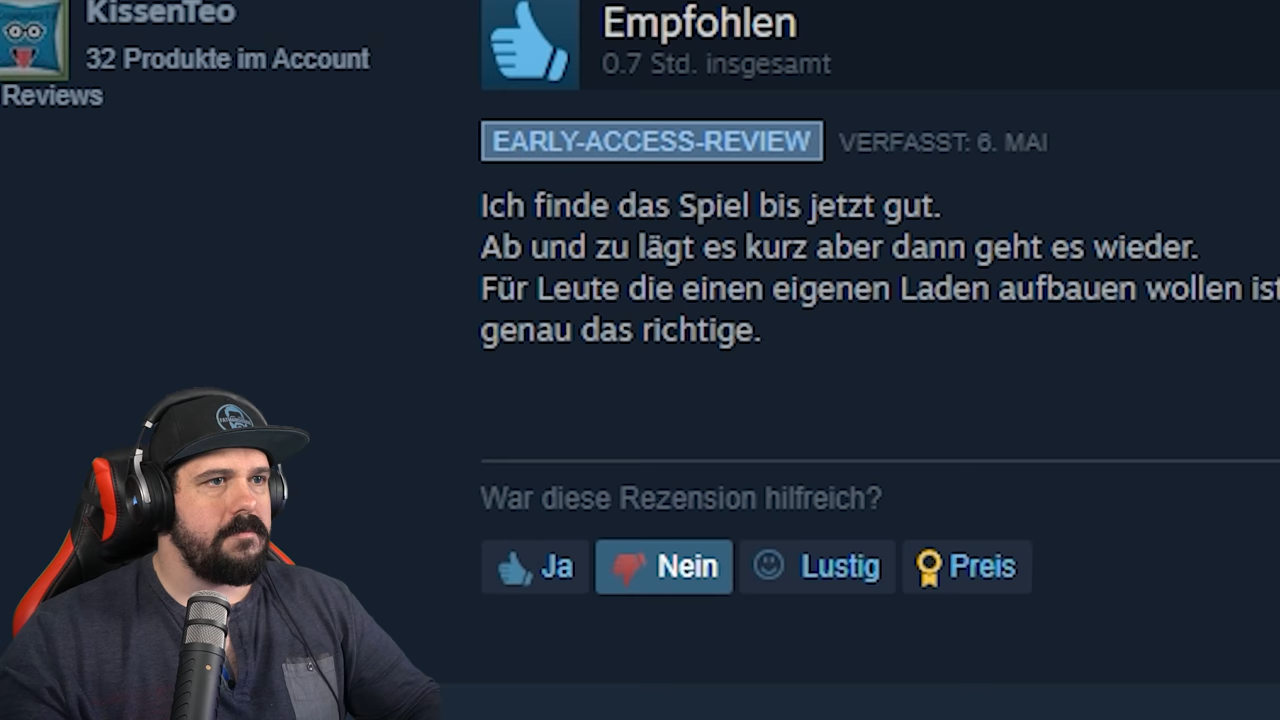 KissenTeo
32 Produkte im Account
Reviews
Empfohlen
0.7 Std. insgesamt
EARLY-ACCESS-REVIEW VERFASST: 6. MAI
Ich finde das Spiel bis jetzt gut.
Ab und zu lägt es kurz aber dann geht es wieder.
Für Leute die einen eigenen Laden aufbauen wollen ist
genau das richtige.
War diese Rezension hilfreich?
Ja Nein Lustig Preis